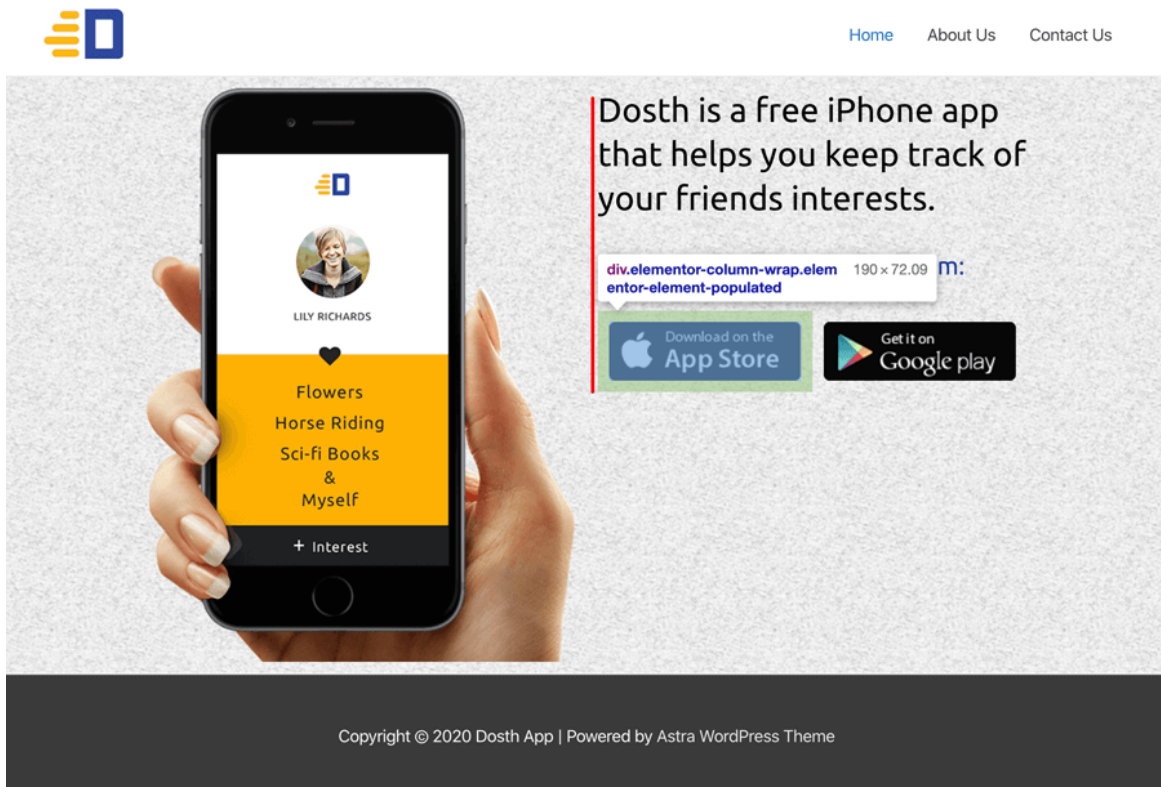 Home About Us Contact Us
Dosth is a free iPhone app
that helps you keep track of
your friends interests.
div.elementor-column-wrap.elem 190 × 72.09
entor-element-populated
m:
Download on the
App Store
Get it on
Google play
LILY RICHARDS
Flowers
Horse Riding
Sci-fi Books
&
Myself
+ Interest
Copyright © 2020 Dosth App | Powered by Astra WordPress Theme